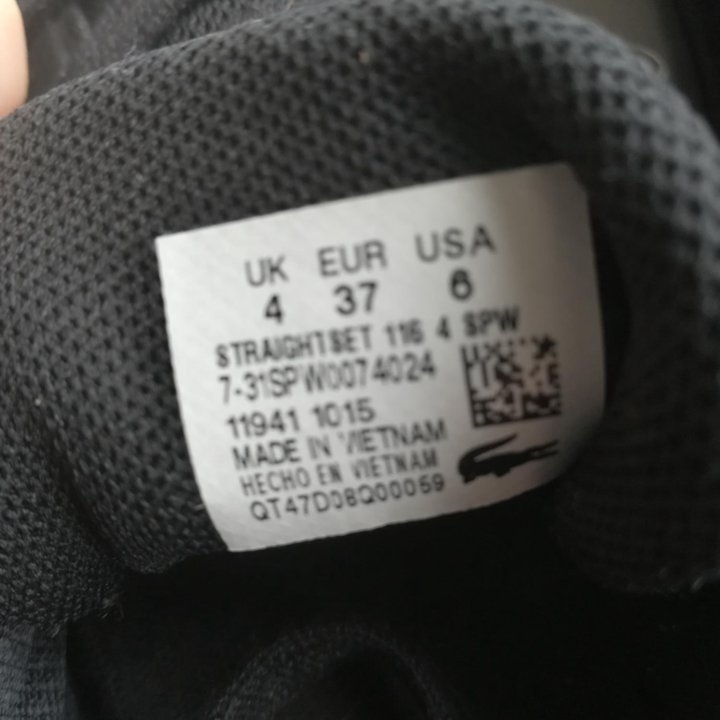 UK EUR USA
4 37 6
STRAIGHTSET 116 4 SPW
7-31SPW0074024
11941 1015
MADE IN VIETNAM
HECHO EN VIETNAM
QT47D08Q00059